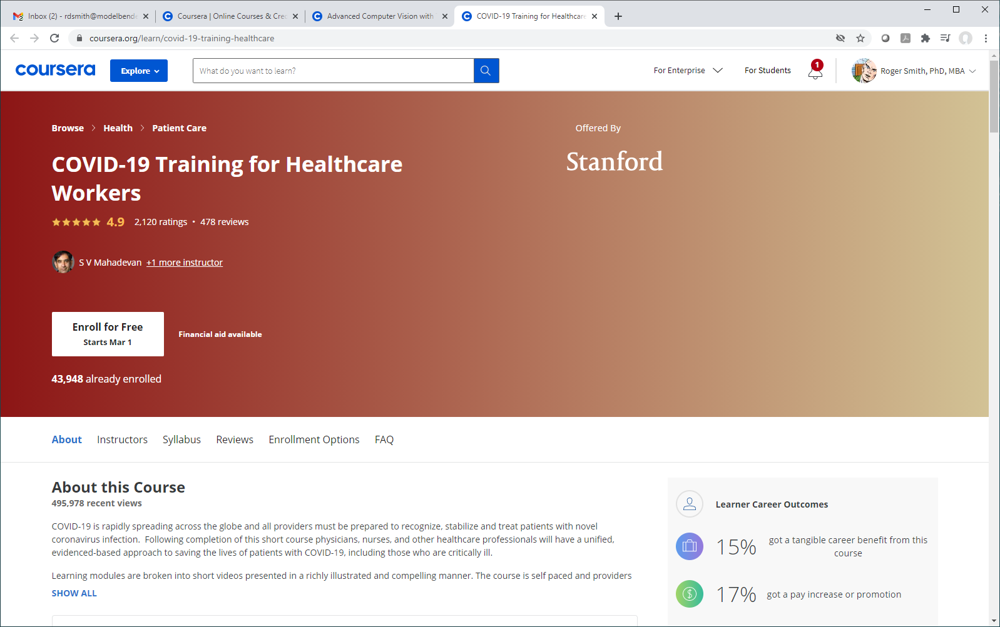 Inbox (2) - rdsmith@modelbende
Coursera | Online Courses & Cred
Advanced Computer Vision with
COVID-19 Training for Healthcare
coursera.org/learn/covid-19-training-healthcare
coursera
Explore
What do you want to learn?
For Enterprise
For Students
1
Roger Smith, PhD, MBA
Browse > Health > Patient Care
Offered By
Stanford
COVID-19 Training for Healthcare
Workers
4.9 2,120 ratings • 478 reviews
S V Mahadevan +1 more instructor
Enroll for Free
Starts Mar 1
Financial aid available
43,948 already enrolled
About Instructors Syllabus Reviews Enrollment Options FAQ
About this Course
495,978 recent views
COVID-19 is rapidly spreading across the globe and all providers must be prepared to recognize, stabilize and treat patients with novel
coronavirus infection. Following completion of this short course physicians, nurses, and other healthcare professionals will have a unified,
evidenced-based approach to saving the lives of patients with COVID-19, including those who are critically ill.
Learning modules are broken into short videos presented in a richly illustrated and compelling manner. The course is self paced and providers
SHOW ALL
Learner Career Outcomes
15% got a tangible career benefit from this
course
17% got a pay increase or promotion